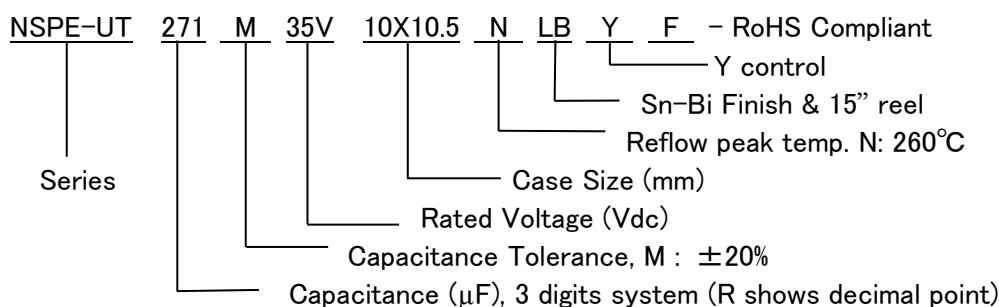 NSPE-UT 271 M 35V 10X10.5 N LB Y F - RoHS Compliant
Y control
Sn-Bi Finish & 15” reel
Reflow peak temp. N: 260℃
Series
Case Size (mm)
Rated Voltage (Vdc)
Capacitance Tolerance, M : ±20%
Capacitance (μF), 3 digits system (R shows decimal point)